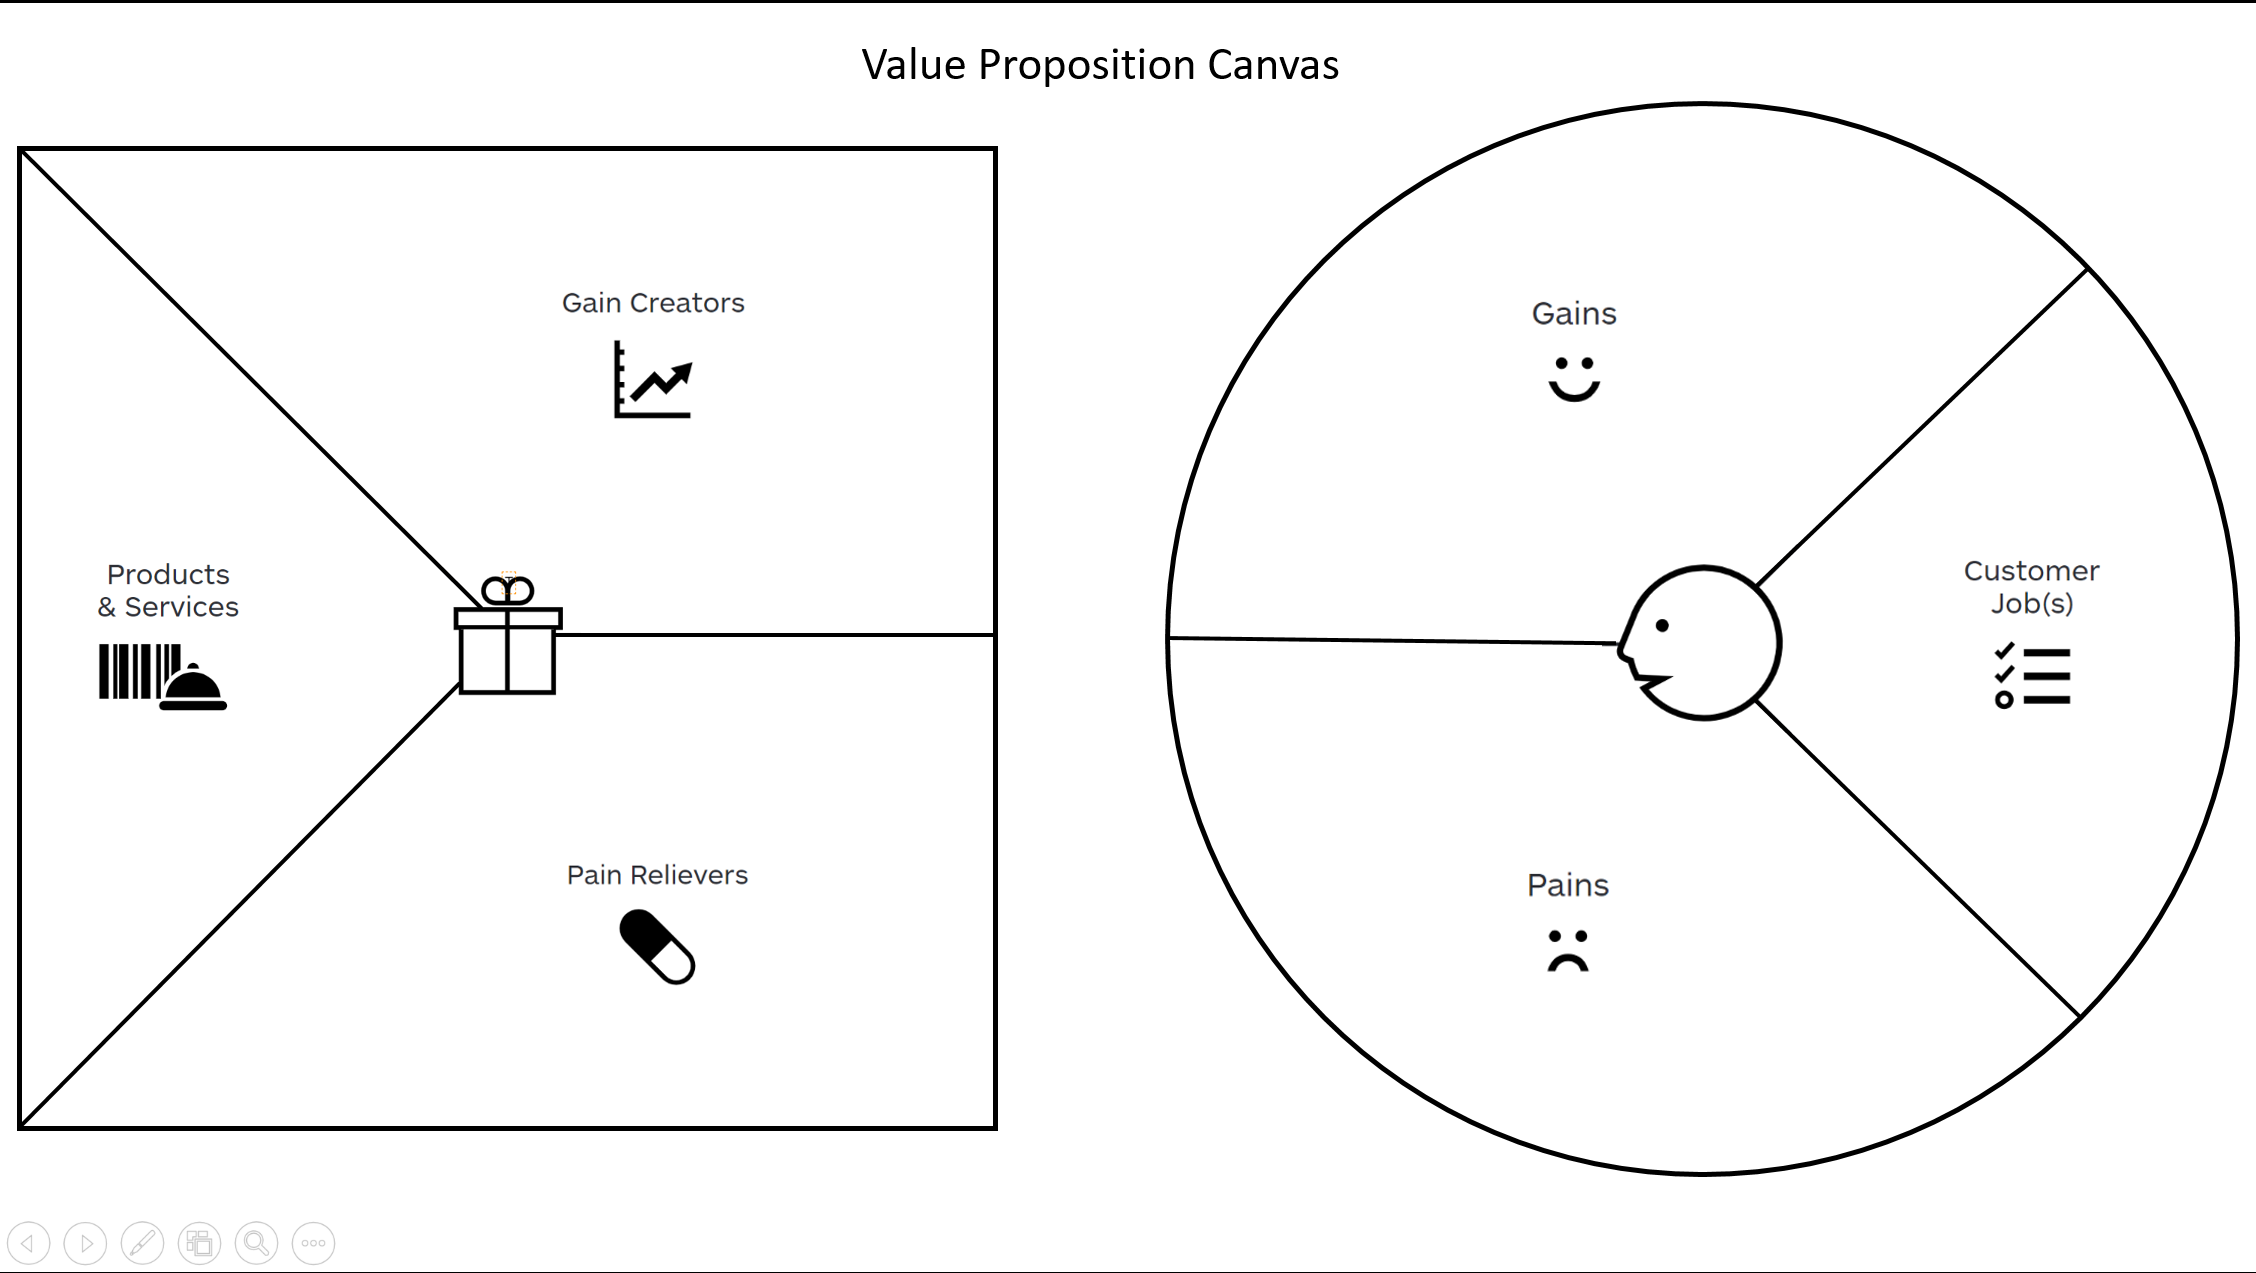 Value Proposition Canvas
Gain Creators
Products
& Services
Pain Relievers
Gains
Customer
Job(s)
Pains